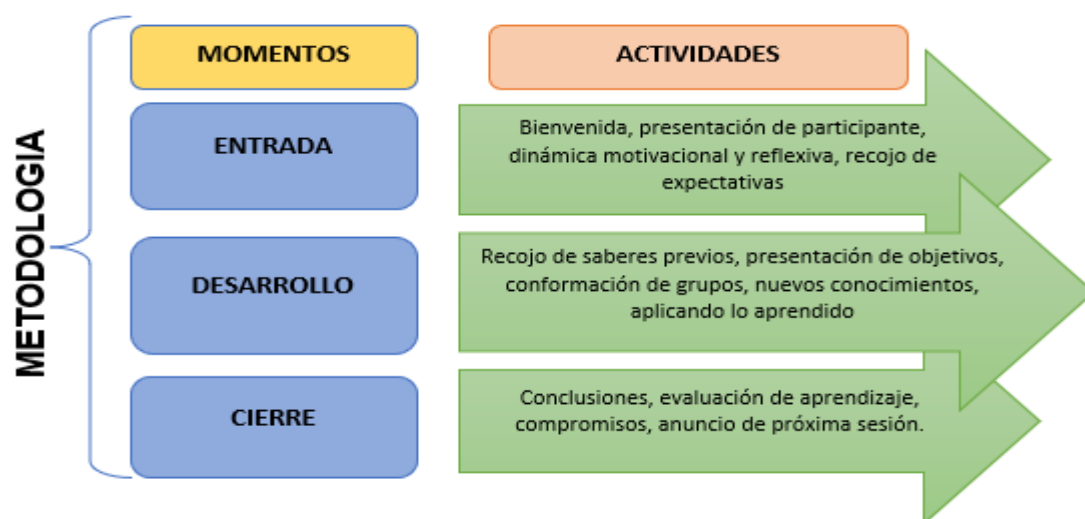 METODOLOGIA
MOMENTOS
ACTIVIDADES
ENTRADA
Bienvenida, presentación de participante,
dinámica motivacional y reflexiva, recojo de
expectativas
DESARROLLO
Recojo de saberes previos, presentación de objetivos,
conformación de grupos, nuevos conocimientos,
aplicando lo aprendido
CIERRE
Conclusiones, evaluación de aprendizaje,
compromisos, anuncio de próxima sesión.